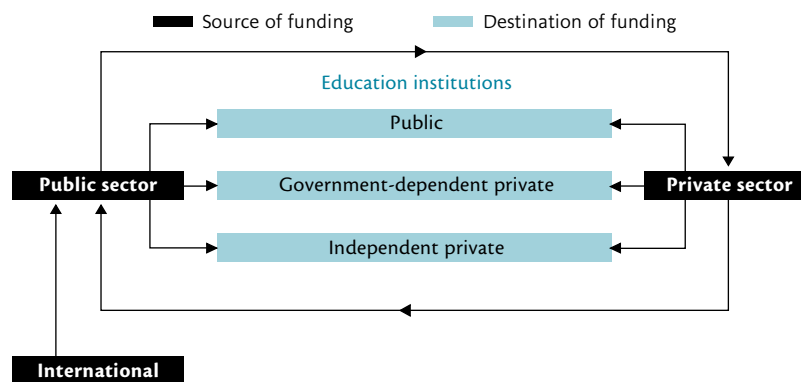 Source of funding
Destination of funding
Education institutions
Public
Public sector
Government-dependent private
Private sector
Independent private
International